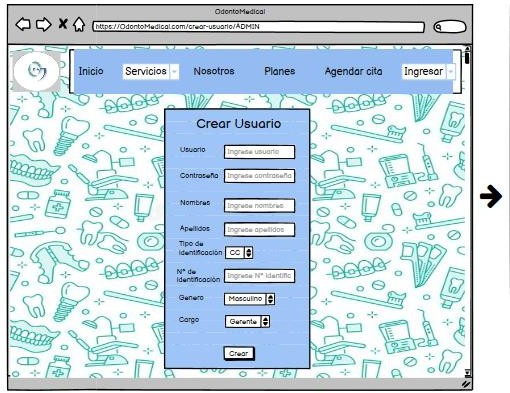 OdontoMedical
https://OdontoMedical.com/crear-usuario/ADMIN
Inicio Servicios Nosotros Planes Agendar cita Ingresar
Crear Usuario
Usuario Ingrese usuario
Contraseña Ingrese contraseña
Nombres Ingrese nombres
Apellidos Ingrese apellidos
Tipo de
identificación CC
N° de
identificación Ingrese N° identific
Genero Masculino
Cargo Gerente
Crear